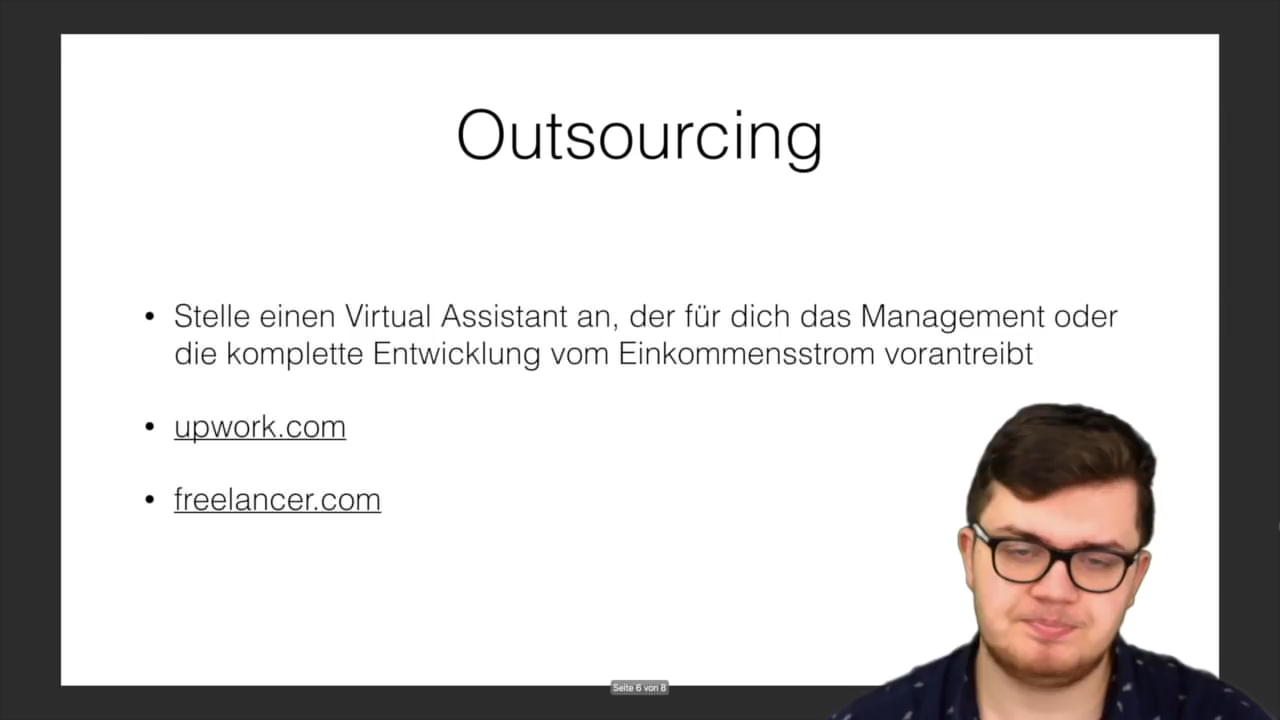 Outsourcing
• Stelle einen Virtual Assistant an, der für dich das Management oder
die komplette Entwicklung vom Einkommensstrom vorantreibt
• upwork.com
• freelancer.com
Seite 6 von 8